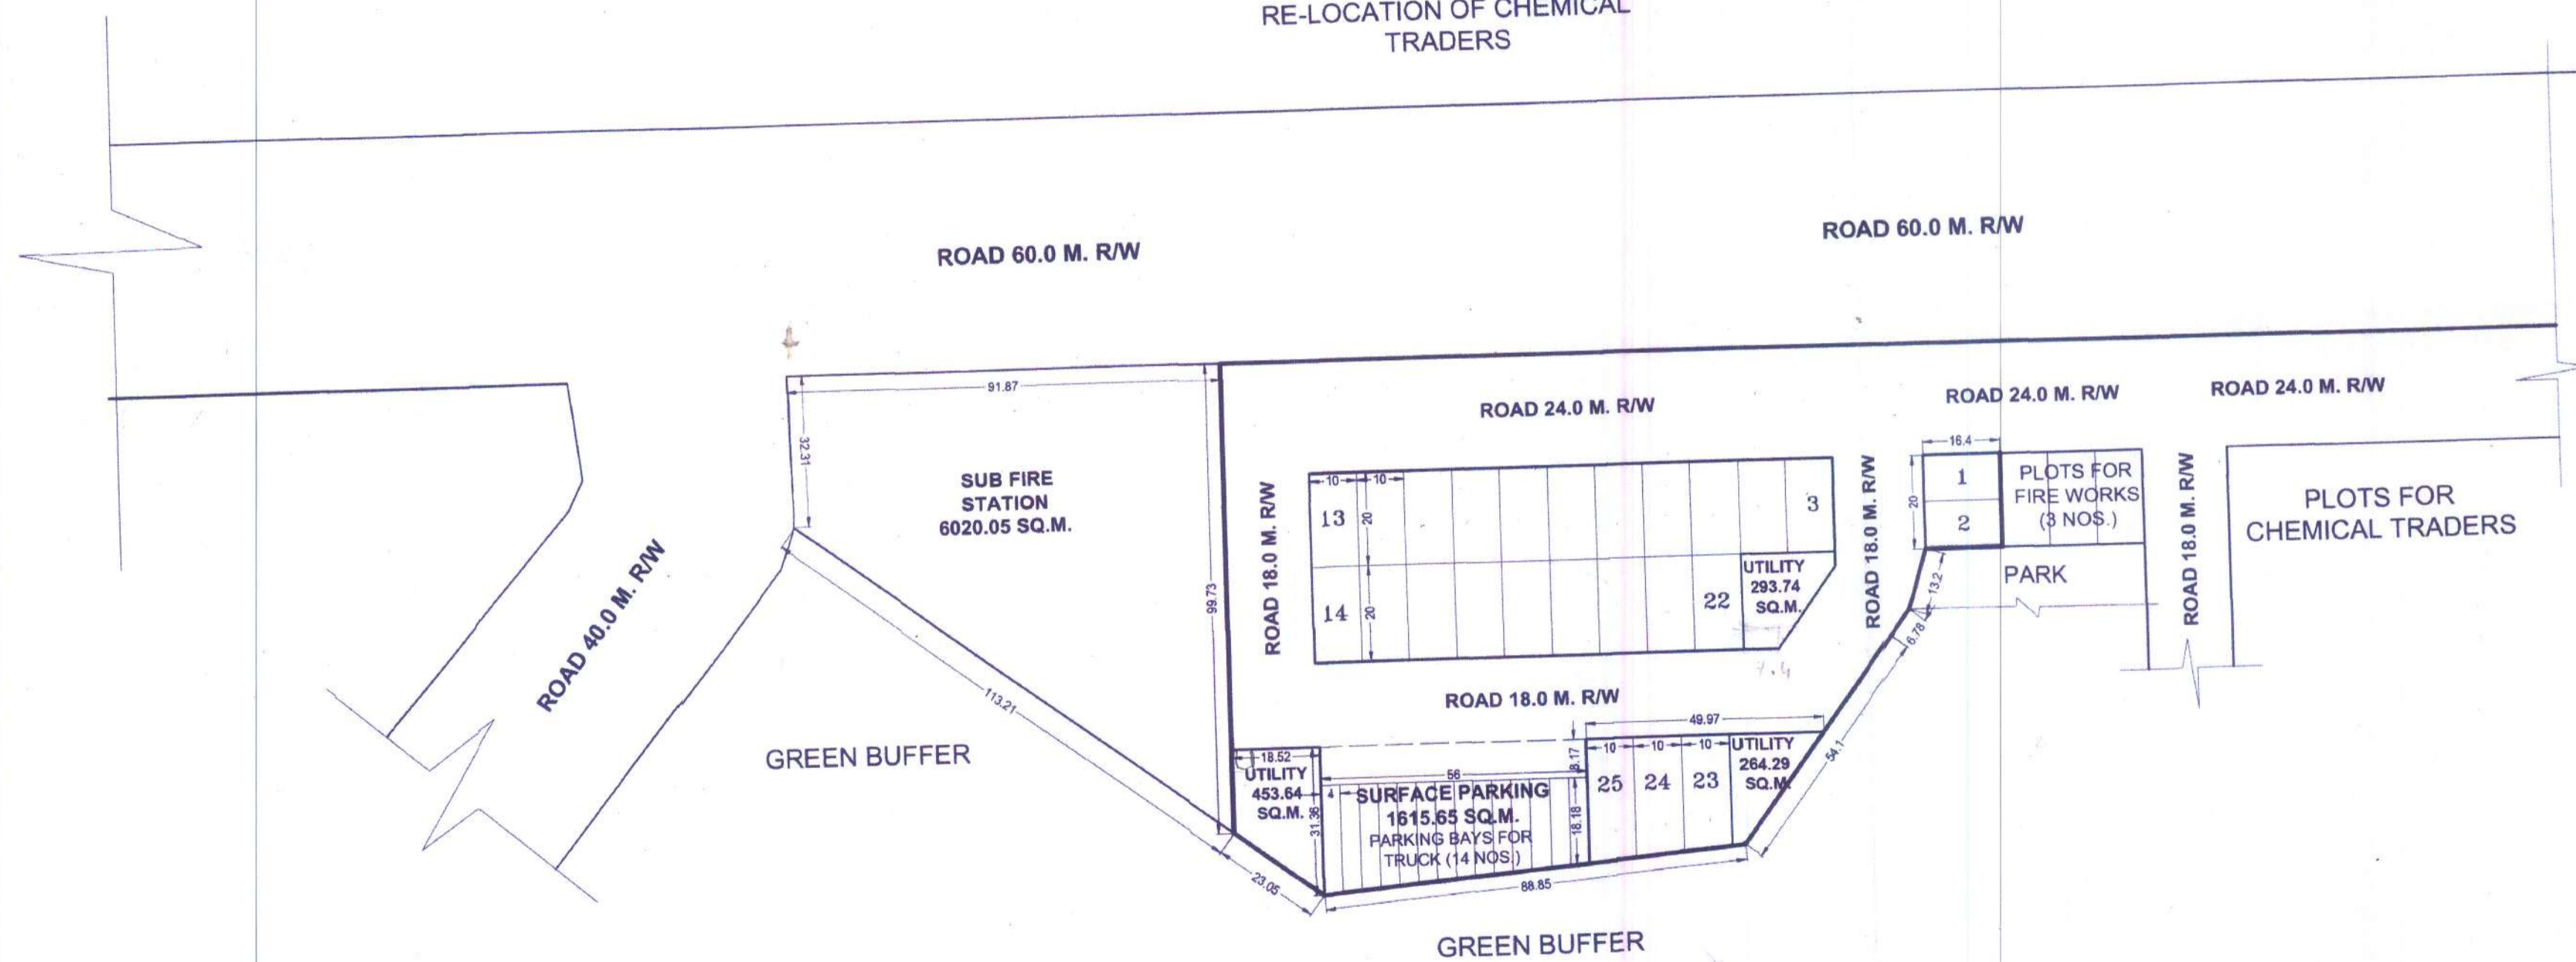 RE-LOCATION OF CHEMICAL
TRADERS
ROAD 60.0 M. R/W
ROAD 60.0 M. R/W
91.87
32.31
SUB FIRE
STATION
6020.05 SQ.M.
99.73
113.21
ROAD 40.0 M. R/W
GREEN BUFFER
ROAD 24.0 M. R/W
ROAD 24.0 M. R/W
ROAD 24.0 M. R/W
ROAD 18.0 M. R/W
10
10
13
20
3
14
20
22
UTILITY
293.74
SQ.M.
7.4
ROAD 18.0 M. R/W
16.4
20
1
2
PLOTS FOR
FIRE WORKS
(3 NOS.)
PARK
13.2
6.78
54.1
ROAD 18.0 M. R/W
PLOTS FOR
CHEMICAL TRADERS
ROAD 18.0 M. R/W
49.97
18.52
UTILITY
453.64
SQ.M.
31.36
56
8.17
4
SURFACE PARKING
1615.65 SQ.M.
PARKING BAYS FOR
TRUCK (14 NOS.)
18.18
10
10
10
25
24
23
UTILITY
264.29
SQ.M.
23.05
88.85
GREEN BUFFER